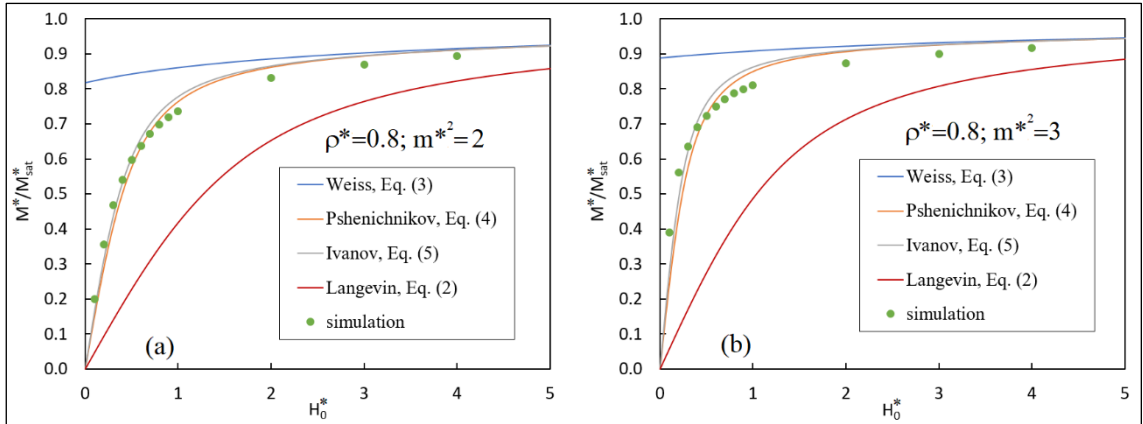 1.0
0.9
0.8
0.7
0.6
0.5
0.4
0.3
0.2
0.1
0.0
M*/M*sat
ρ*=0.8; m*²=2
Weiss, Eq. (3)
Pshenichnikov, Eq. (4)
Ivanov, Eq. (5)
Langevin, Eq. (2)
simulation
(a)
0 1 2 3 4 5
H*0
1.0
0.9
0.8
0.7
0.6
0.5
0.4
0.3
0.2
0.1
0.0
M*/M*sat
ρ*=0.8; m*²=3
Weiss, Eq. (3)
Pshenichnikov, Eq. (4)
Ivanov, Eq. (5)
Langevin, Eq. (2)
simulation
(b)
0 1 2 3 4 5
H*0